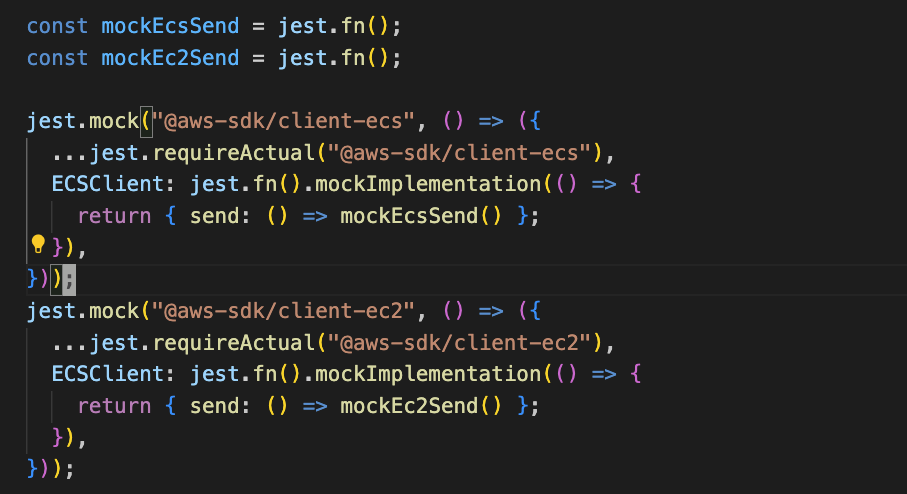 const mockEcsSend = jest.fn();
const mockEc2Send = jest.fn();

jest.mock("@aws-sdk/client-ecs", () => ({
  ...jest.requireActual("@aws-sdk/client-ecs"),
  ECSClient: jest.fn().mockImplementation(() => {
    return { send: () => mockEcsSend() };
  }),
}));
jest.mock("@aws-sdk/client-ec2", () => ({
  ...jest.requireActual("@aws-sdk/client-ec2"),
  ECSClient: jest.fn().mockImplementation(() => {
    return { send: () => mockEc2Send() };
  }),
}));